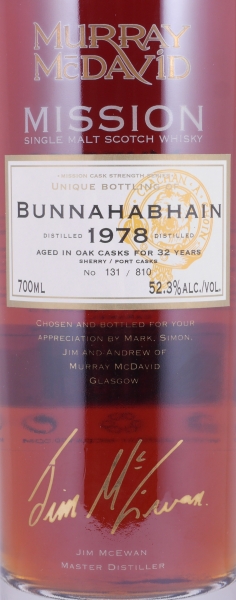 MURRAY
McDAVID
MISSION
SINGLE MALT SCOTCH WHISKY
UNIQUE BOTTLING OF
BUNNAHABHAIN
DISTILLED 1978 DISTILLED
AGED IN OAK CASKS FOR 32 YEARS
SHERRY / PORT CASKS
No 131 / 810
700ML 52.3%ALC./VOL.
CHOSEN AND BOTTLED FOR YOUR
APPRECIATION BY MARK, SIMON,
JIM AND ANDREW OF
MURRAY McDAVID
GLASGOW
Jim McEwan.
JIM McEWAN
MASTER DISTILLER